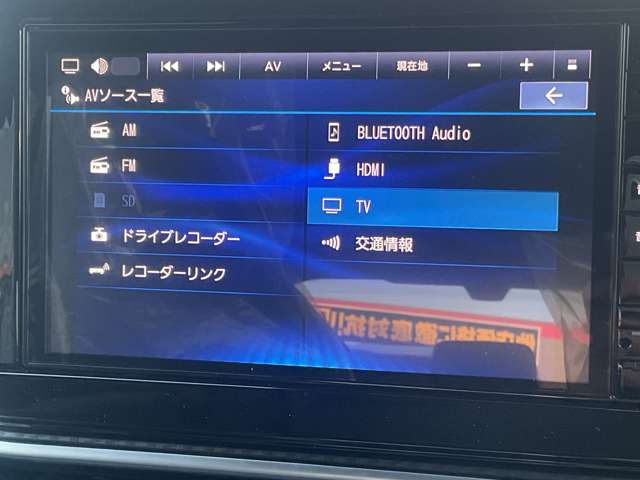 AV メニュー 現在地 − +
AVソース一覧
AM
FM
SD
ドライブレコーダー
レコーダーリンク
BLUETOOTH Audio
HDMI
TV
交通情報